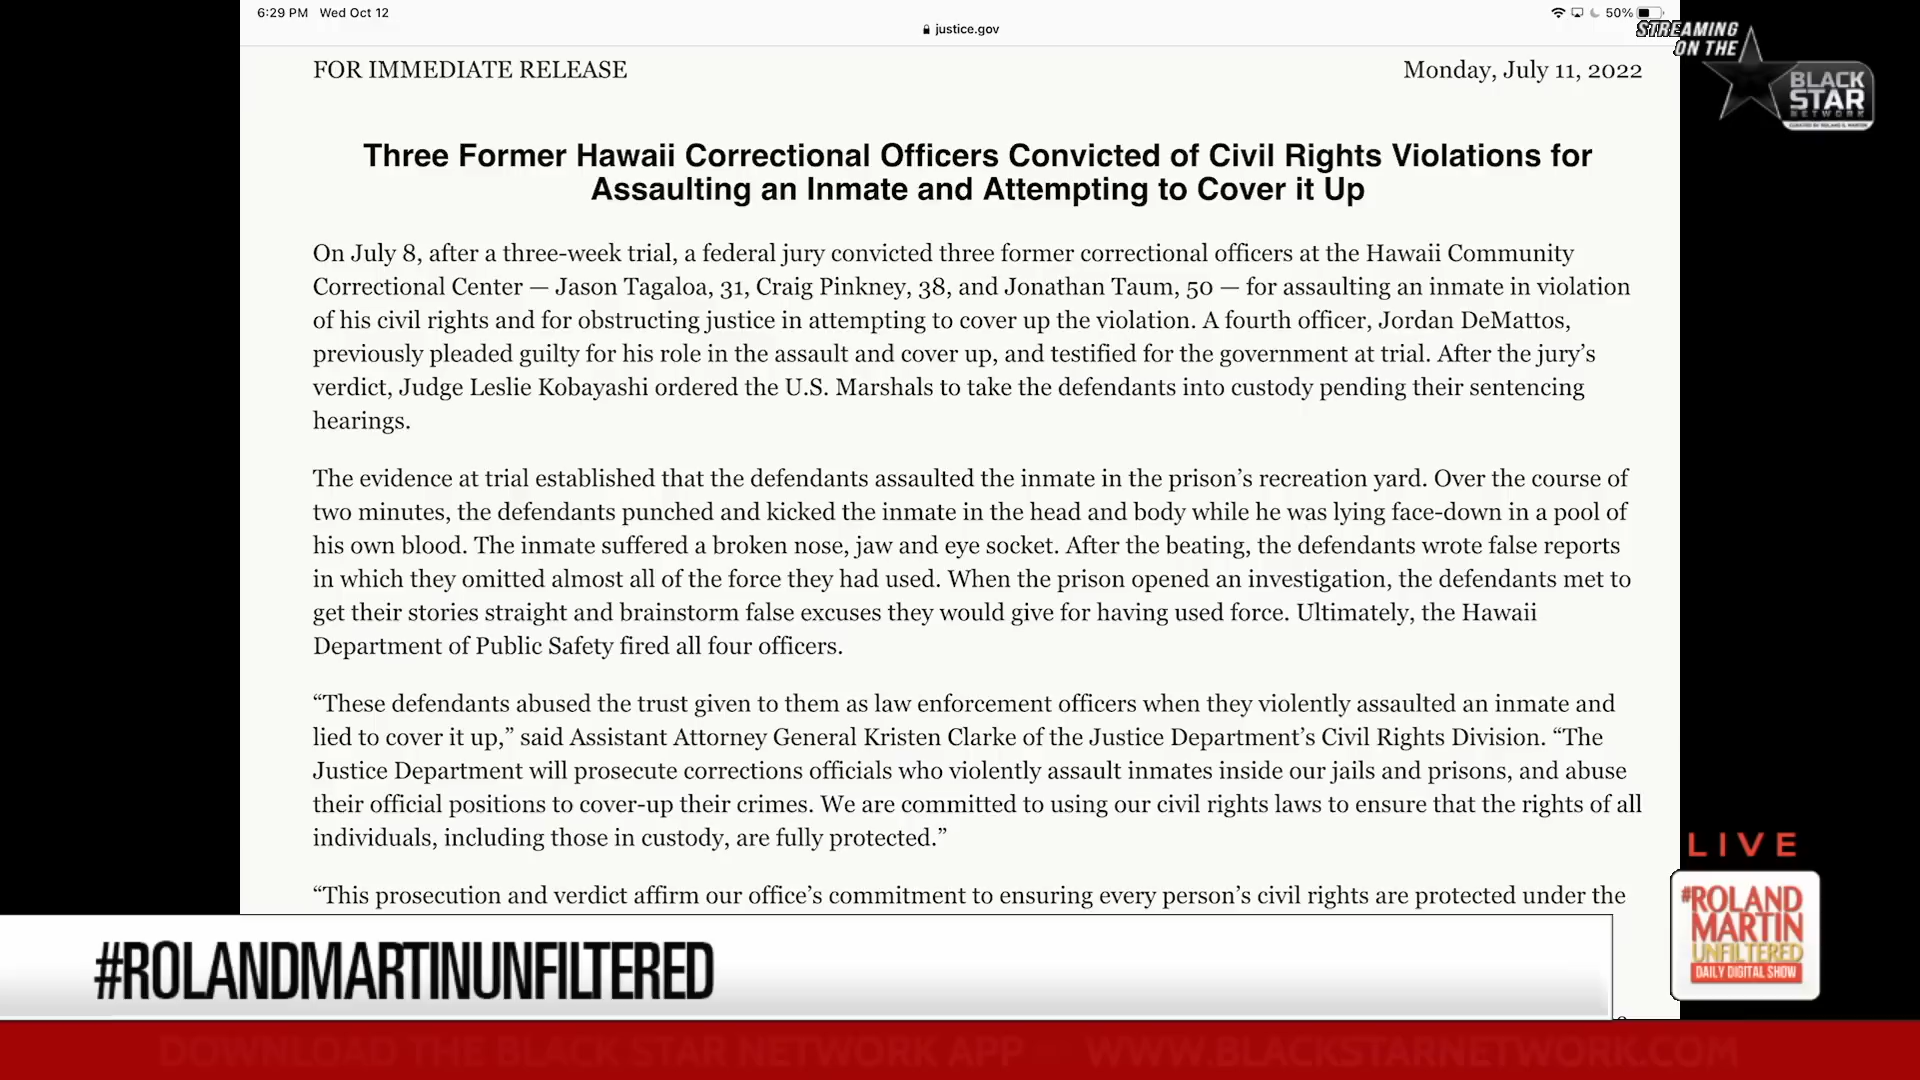 6:29 PM Wed Oct 12
50%
justice.gov
STREAMING
ON THE
BLACK
STAR
NETWORK
FOR IMMEDIATE RELEASE
Monday, July 11, 2022
Three Former Hawaii Correctional Officers Convicted of Civil Rights Violations for
Assaulting an Inmate and Attempting to Cover it Up
On July 8, after a three-week trial, a federal jury convicted three former correctional officers at the Hawaii Community
Correctional Center — Jason Tagaloa, 31, Craig Pinkney, 38, and Jonathan Taum, 50 — for assaulting an inmate in violation
of his civil rights and for obstructing justice in attempting to cover up the violation. A fourth officer, Jordan DeMattos,
previously pleaded guilty for his role in the assault and cover up, and testified for the government at trial. After the jury’s
verdict, Judge Leslie Kobayashi ordered the U.S. Marshals to take the defendants into custody pending their sentencing
hearings.
The evidence at trial established that the defendants assaulted the inmate in the prison’s recreation yard. Over the course of
two minutes, the defendants punched and kicked the inmate in the head and body while he was lying face-down in a pool of
his own blood. The inmate suffered a broken nose, jaw and eye socket. After the beating, the defendants wrote false reports
in which they omitted almost all of the force they had used. When the prison opened an investigation, the defendants met to
get their stories straight and brainstorm false excuses they would give for having used force. Ultimately, the Hawaii
Department of Public Safety fired all four officers.
“These defendants abused the trust given to them as law enforcement officers when they violently assaulted an inmate and
lied to cover it up,” said Assistant Attorney General Kristen Clarke of the Justice Department’s Civil Rights Division. “The
Justice Department will prosecute corrections officials who violently assault inmates inside our jails and prisons, and abuse
their official positions to cover-up their crimes. We are committed to using our civil rights laws to ensure that the rights of all
individuals, including those in custody, are fully protected.”
“This prosecution and verdict affirm our office’s commitment to ensuring every person’s civil rights are protected under the
LIVE
#ROLAND
MARTIN
UNFILTERED
DAILY DIGITAL SHOW
#ROLANDMARTINUNFILTERED
DOWNLOAD THE BLACK STAR NETWORK APP WWW.BLACKSTARNETWORK.COM